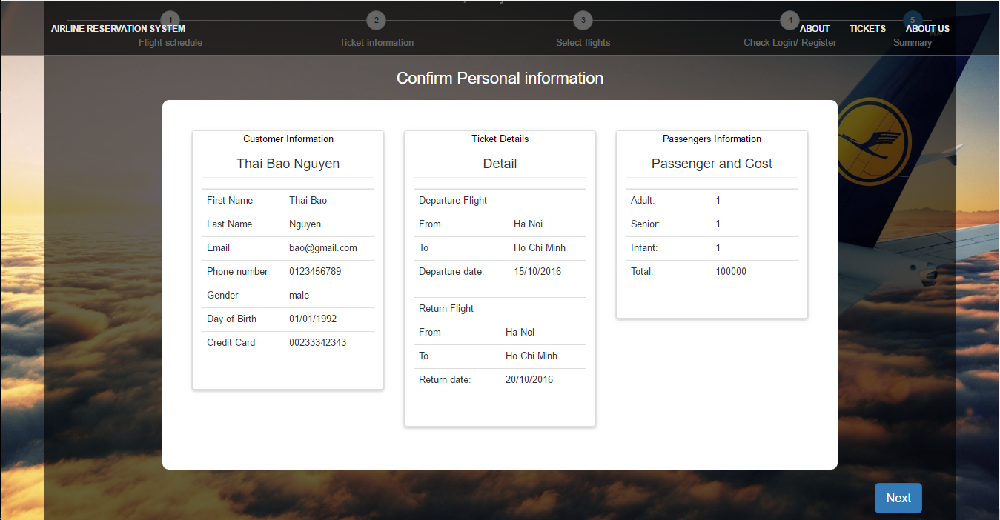 1 2 3 4 5
AIRLINE RESERVATION SYSTEM ABOUT TICKETS ABOUT US
Flight schedule Ticket information Select flights Check Login/ Register Summary
Confirm Personal information
Customer Information
Thai Bao Nguyen
First Name Thai Bao
Last Name Nguyen
Email bao@gmail.com
Phone number 0123456789
Gender male
Day of Birth 01/01/1992
Credit Card 00233342343
Ticket Details
Detail
Departure Flight
From Ha Noi
To Ho Chi Minh
Departure date: 15/10/2016
Return Flight
From Ha Noi
To Ho Chi Minh
Return date: 20/10/2016
Passengers Information
Passenger and Cost
Adult: 1
Senior: 1
Infant: 1
Total: 100000
Next